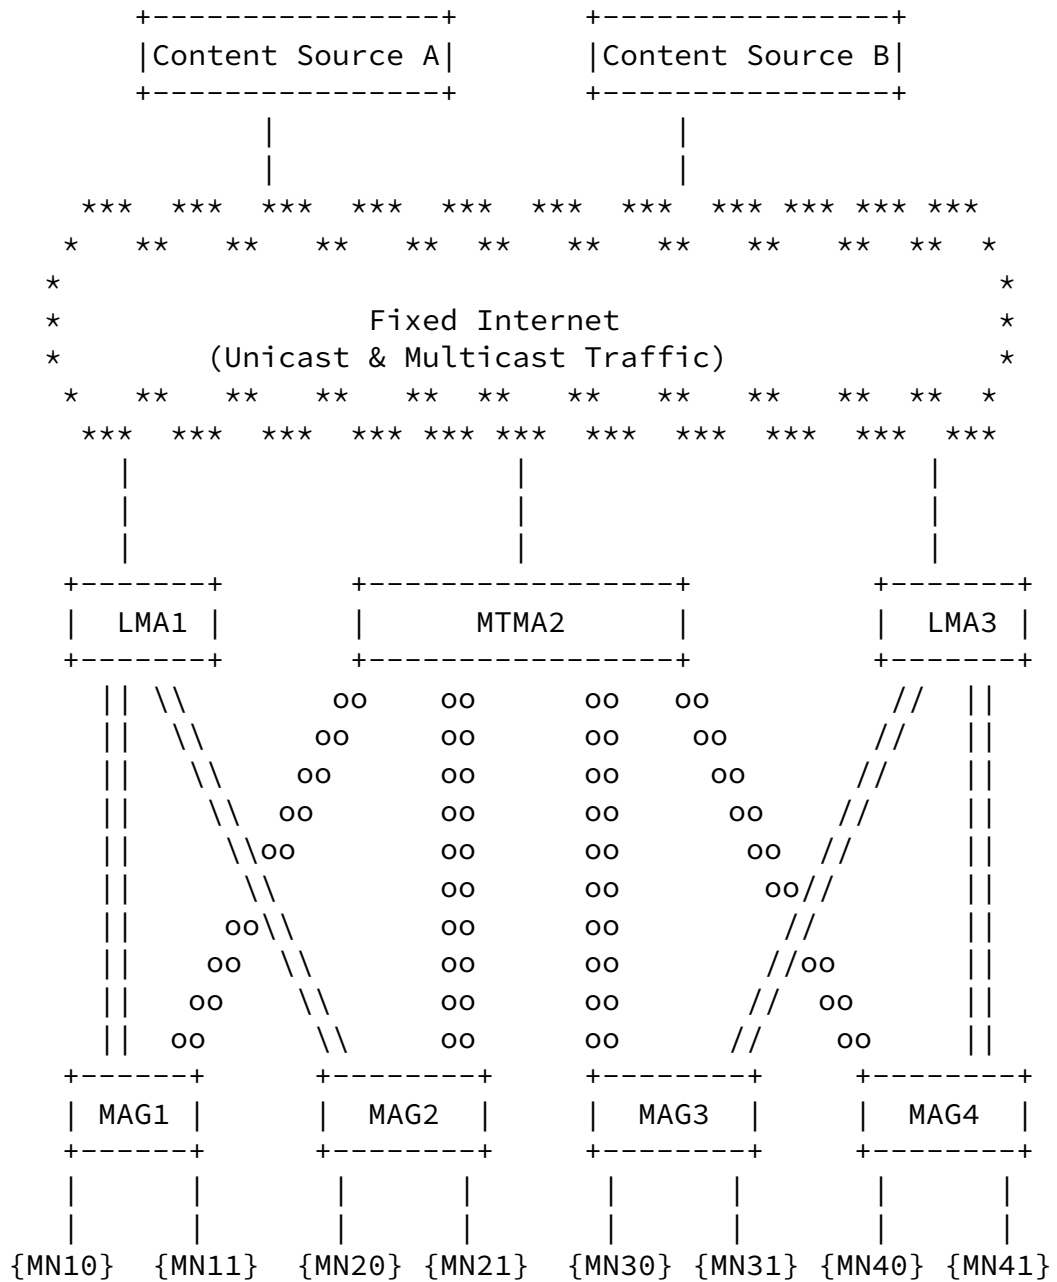 Content Source A Content Source B
Fixed Internet
(Unicast & Multicast Traffic)
LMA1 MTMA2 LMA3
MAG1 MAG2 MAG3 MAG4
{MN10} {MN11} {MN20} {MN21} {MN30} {MN31} {MN40} {MN41}